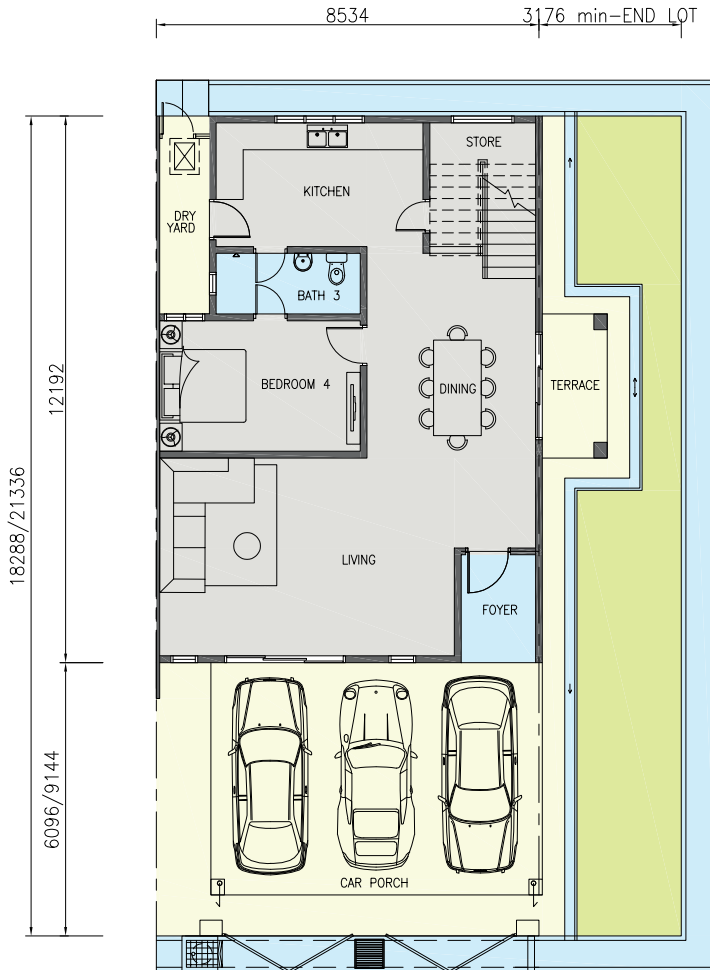 8534
3176 min-END LOT
STORE
KITCHEN
DRY
YARD
BATH 3
12192
BEDROOM 4
DINING
TERRACE
18288/21336
LIVING
FOYER
6096/9144
CAR PORCH